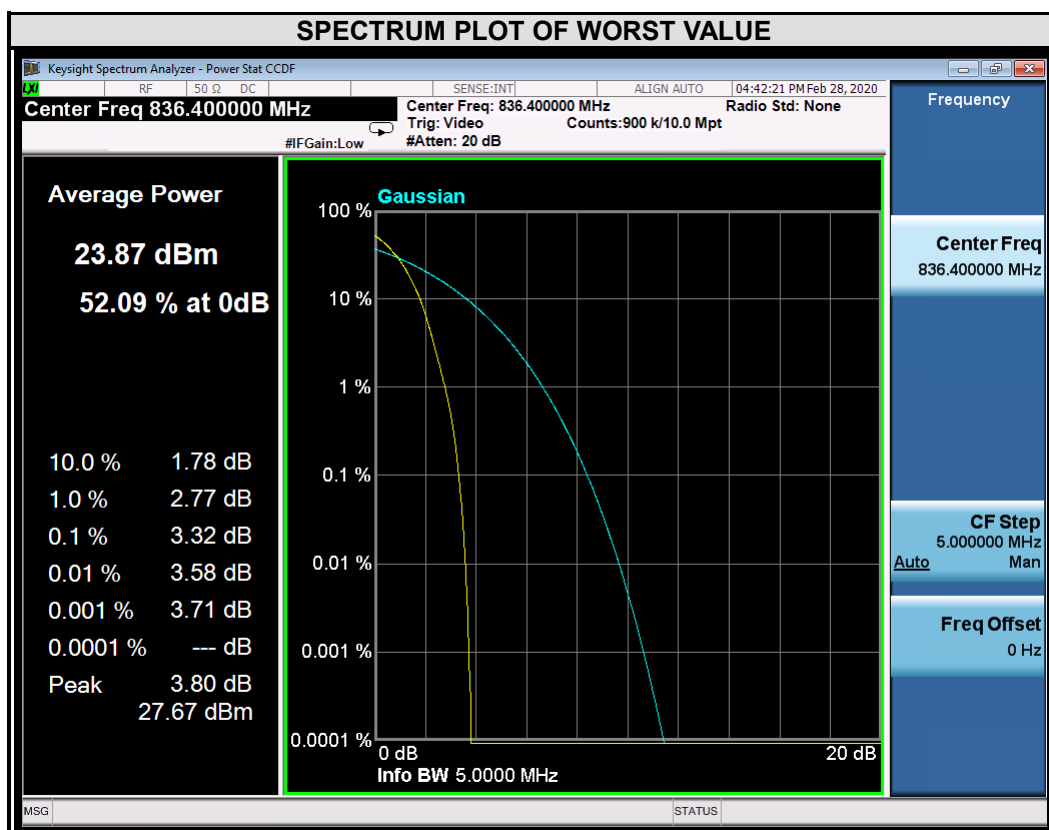 SPECTRUM PLOT OF WORST VALUE
Keysight Spectrum Analyzer - Power Stat CCDF
LXI RF 50 Ω DC SENSE:INT ALIGN AUTO 04:42:21 PM Feb 28, 2020
Center Freq 836.400000 MHz
#IFGain:Low
Center Freq: 836.400000 MHz
Trig: Video
#Atten: 20 dB
Counts:900 k/10.0 Mpt
Radio Std: None
Average Power
23.87 dBm
52.09 % at 0dB
10.0 % 1.78 dB
1.0 % 2.77 dB
0.1 % 3.32 dB
0.01 % 3.58 dB
0.001 % 3.71 dB
0.0001 % --- dB
Peak 3.80 dB
27.67 dBm
Gaussian
100 %
10 %
1 %
0.1 %
0.01 %
0.001 %
0.0001 %
0 dB 20 dB
Info BW 5.0000 MHz
Frequency
Center Freq
836.400000 MHz
CF Step
5.000000 MHz
Auto Man
Freq Offset
0 Hz
MSG STATUS